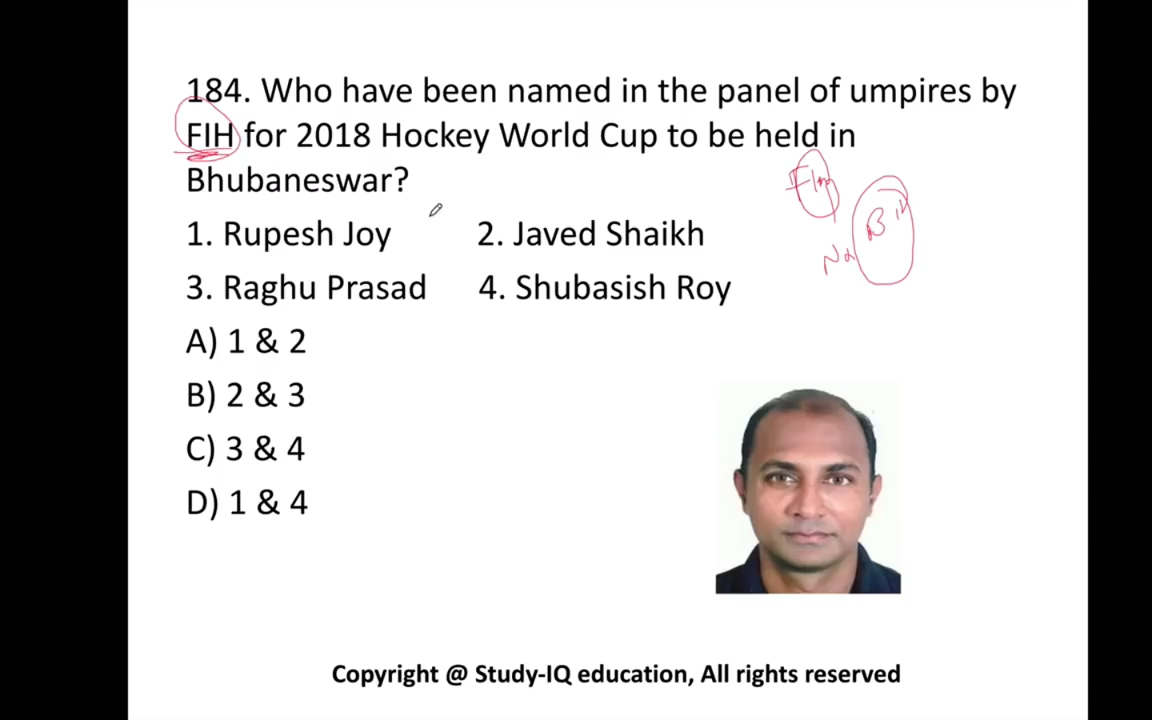 184. Who have been named in the panel of umpires by
FIH for 2018 Hockey World Cup to be held in
Bhubaneswar?
1. Rupesh Joy 2. Javed Shaikh
3. Raghu Prasad 4. Shubasish Roy
A) 1 & 2
B) 2 & 3
C) 3 & 4
D) 1 & 4
Copyright @ Study-IQ education, All rights reserved